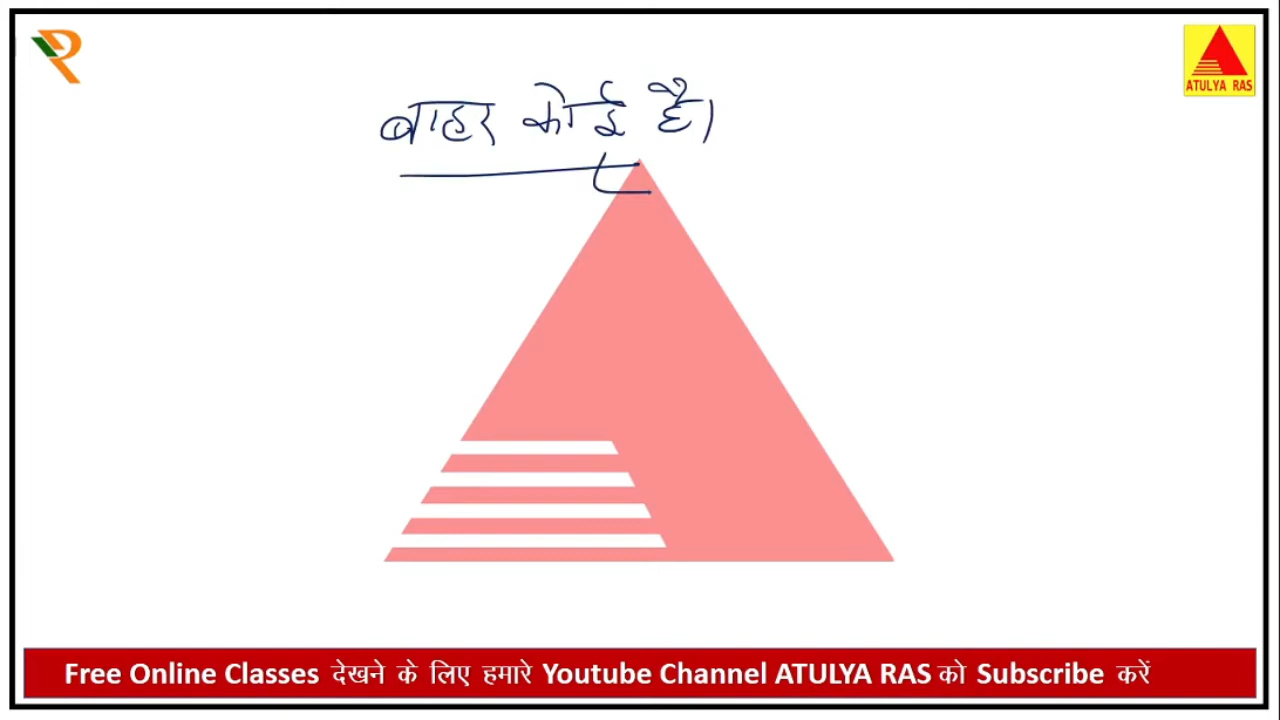 ATULYA RAS
बाहर कोई है।
Free Online Classes देखने के लिए हमारे Youtube Channel ATULYA RAS को Subscribe करें